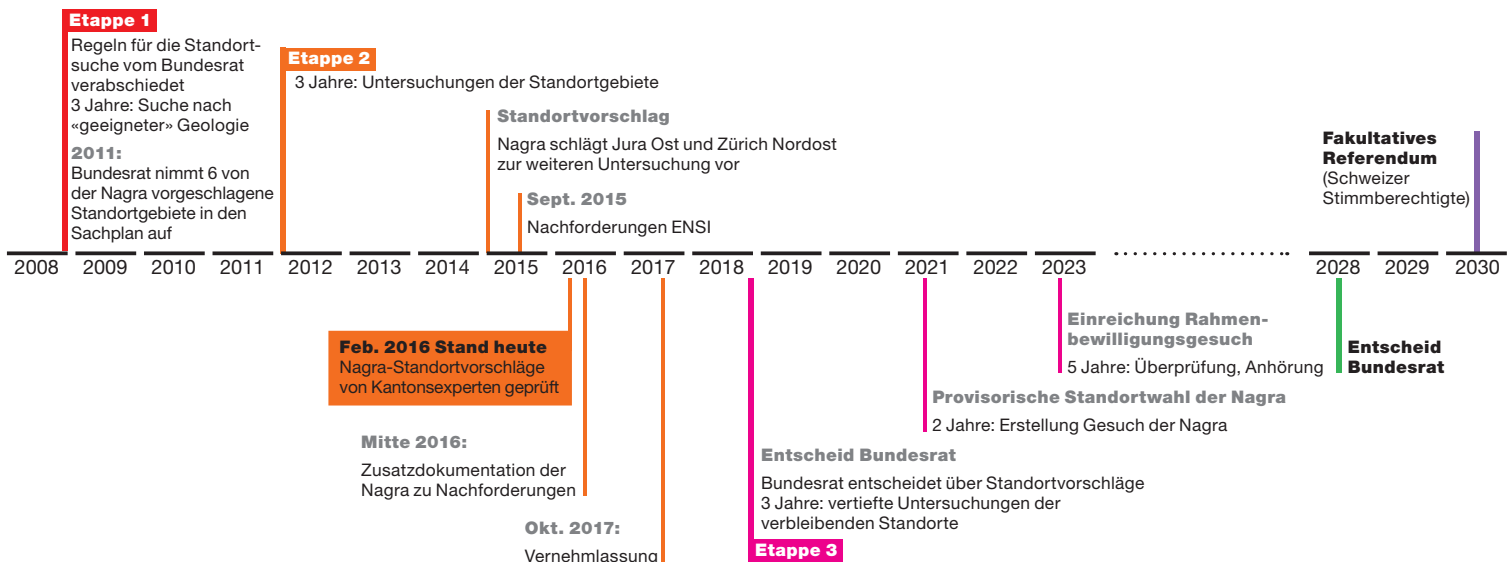 Etappe 1
Regeln für die Standort-
suche vom Bundesrat
verabschiedet
3 Jahre: Suche nach
«geeigneter» Geologie
2011:
Bundesrat nimmt 6 von
der Nagra vorgeschlagene
Standortgebiete in den
Sachplan auf
Etappe 2
3 Jahre: Untersuchungen der Standortgebiete
Standortvorschlag
Nagra schlägt Jura Ost und Zürich Nordost
zur weiteren Untersuchung vor
Sept. 2015
Nachforderungen ENSI
Fakultatives
Referendum
(Schweizer
Stimmberechtigte)
2008 2009 2010 2011 2012 2013 2014 2015 2016 2017 2018 2019 2020 2021 2022 2023 2028 2029 2030
Feb. 2016 Stand heute
Nagra-Standortvorschläge
von Kantonsexperten geprüft
Mitte 2016:
Zusatzdokumentation der
Nagra zu Nachforderungen
Okt. 2017:
Vernehmlassung
Entscheid Bundesrat
Bundesrat entscheidet über Standortvorschläge
3 Jahre: vertiefte Untersuchungen der
verbleibenden Standorte
Etappe 3
Provisorische Standortwahl der Nagra
2 Jahre: Erstellung Gesuch der Nagra
Einreichung Rahmen-
bewilligungsgesuch
5 Jahre: Überprüfung, Anhörung
Entscheid
Bundesrat